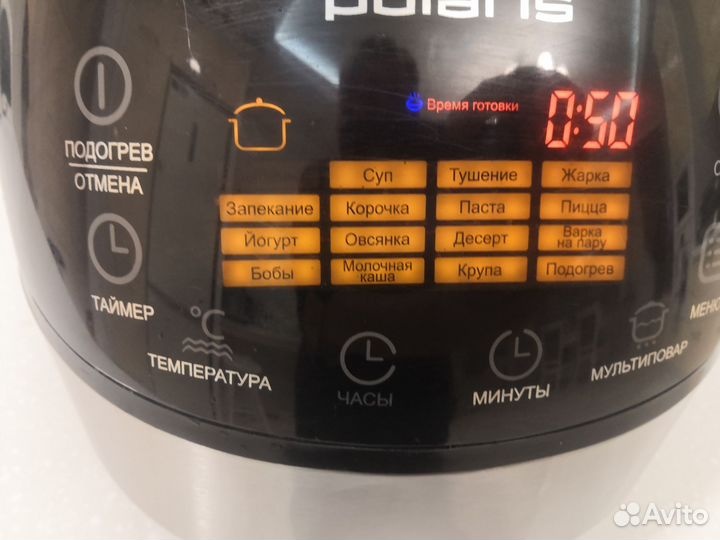 polaris
Время готовки 0:50
ПОДОГРЕВ
ОТМЕНА
Суп Тушение Жарка
Запекание Корочка Паста Пицца
Йогурт Овсянка Десерт Варка на пару
Бобы Молочная каша Крупа Подогрев
ТАЙМЕР
°C
ТЕМПЕРАТУРА
ЧАСЫ
МИНУТЫ
МУЛЬТИПОВАР
МЕНЮ
Avito